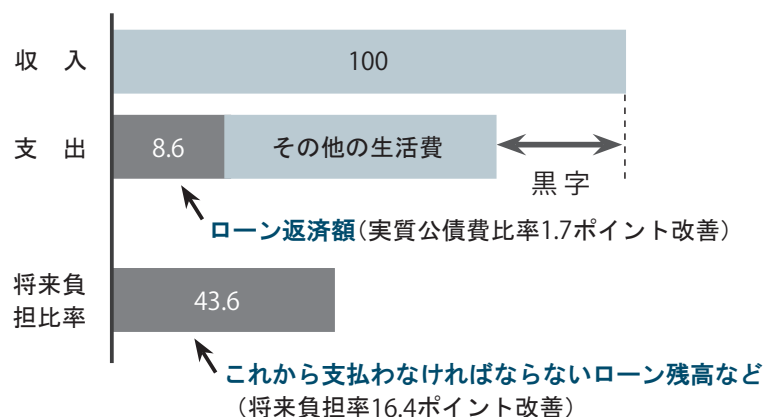 収　入
100
支　出
8.6
その他の生活費
黒 字
ローン返済額（実質公債費比率1.7ポイント改善）
将来負
担比率
43.6
これから支払わなければならないローン残高など
（将来負担率16.4ポイント改善）